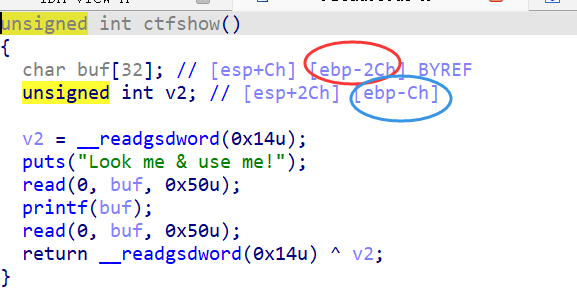 unsigned int ctfshow()
{
  char buf[32]; // [esp+Ch] [ebp-2Ch] BYREF
  unsigned int v2; // [esp+2Ch] [ebp-Ch]
  v2 = __readgsdword(0x14u);
  puts("Look me & use me!");
  read(0, buf, 0x50u);
  printf(buf);
  read(0, buf, 0x50u);
  return __readgsdword(0x14u) ^ v2;
}